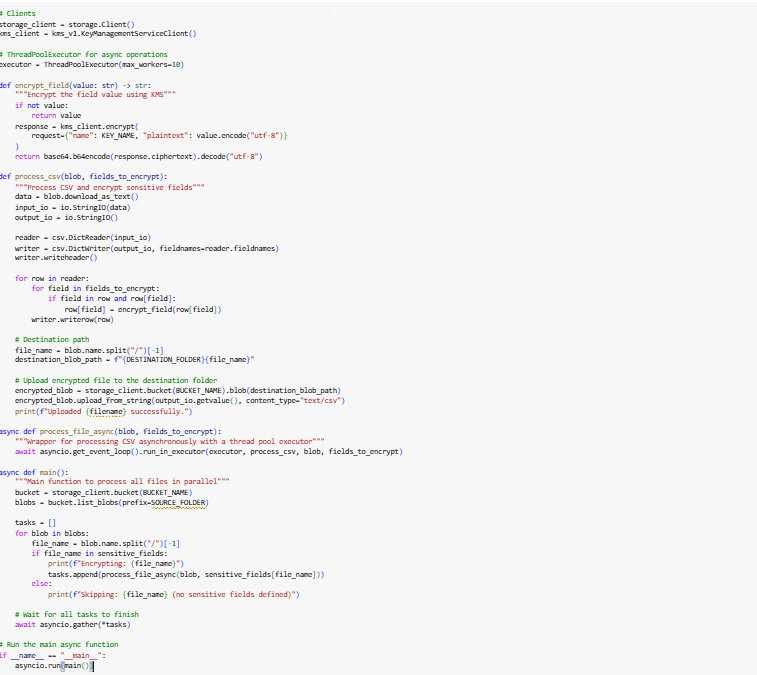 # Clients
storage_client = storage.Client()
kms_client = kms_v1.KeyManagementServiceClient()

# ThreadPoolExecutor for async operations
executor = ThreadPoolExecutor(max_workers=10)

def encrypt_field(value: str) -> str:
    """Encrypt the field value using KMS"""
    if not value:
        return value
    response = kms_client.encrypt(
        request={"name": KEY_NAME, "plaintext": value.encode("utf-8")}
    )
    return base64.b64encode(response.ciphertext).decode("utf-8")

def process_csv(blob, fields_to_encrypt):
    """Process CSV and encrypt sensitive fields"""
    data = blob.download_as_text()
    input_io = io.StringIO(data)
    output_io = io.StringIO()

    reader = csv.DictReader(input_io)
    writer = csv.DictWriter(output_io, fieldnames=reader.fieldnames)
    writer.writeheader()

    for row in reader:
        for field in fields_to_encrypt:
            if field in row and row[field]:
                row[field] = encrypt_field(row[field])
        writer.writerow(row)

    # Destination path
    file_name = blob.name.split("/")[-1]
    destination_blob_path = f"{DESTINATION_FOLDER}{file_name}"

    # Upload encrypted file to the destination folder
    encrypted_blob = storage_client.bucket(BUCKET_NAME).blob(destination_blob_path)
    encrypted_blob.upload_from_string(output_io.getvalue(), content_type="text/csv")
    print(f"Uploaded {filename} successfully.")

async def process_file_async(blob, fields_to_encrypt):
    """Wrapper for processing CSV asynchronously with a thread pool executor"""
    await asyncio.get_event_loop().run_in_executor(executor, process_csv, blob, fields_to_encrypt)

async def main():
    """Main function to process all files in parallel"""
    bucket = storage_client.bucket(BUCKET_NAME)
    blobs = bucket.list_blobs(prefix=SOURCE_FOLDER)

    tasks = []
    for blob in blobs:
        file_name = blob.name.split("/")[-1]
        if file_name in sensitive_fields:
            print(f"Encrypting: {file_name}")
            tasks.append(process_file_async(blob, sensitive_fields[file_name]))
        else:
            print(f"Skipping: {file_name} (no sensitive fields defined)")

    # Wait for all tasks to finish
    await asyncio.gather(*tasks)

# Run the main async function
if __name__ == "__main__":
    asyncio.run(main())